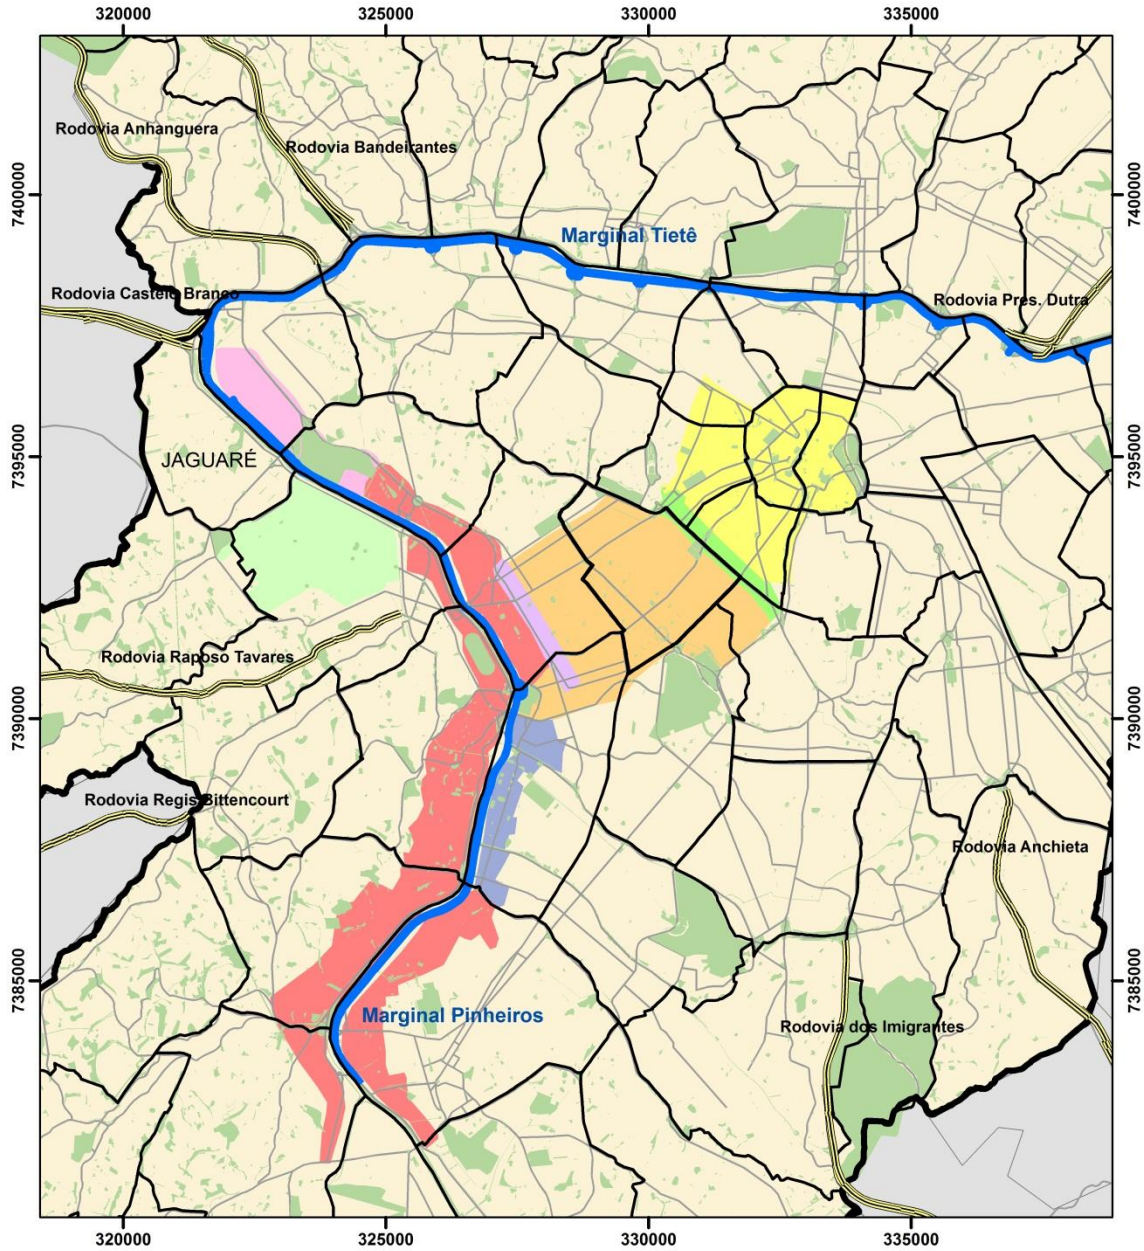 320000
325000
330000
335000
Rodovia Anhanguera
Rodovia Bandeirantes
7400000
7400000
Marginal Tietê
Rodovia Castelo Branco
Rodovia Pres. Dutra
7395000
JAGUARÉ
7395000
Rodovia Raposo Tavares
7390000
7390000
Rodovia Regis Bittencourt
Rodovia Anchieta
7385000
7385000
Marginal Pinheiros
Rodovia dos Imigrantes
320000
325000
330000
335000